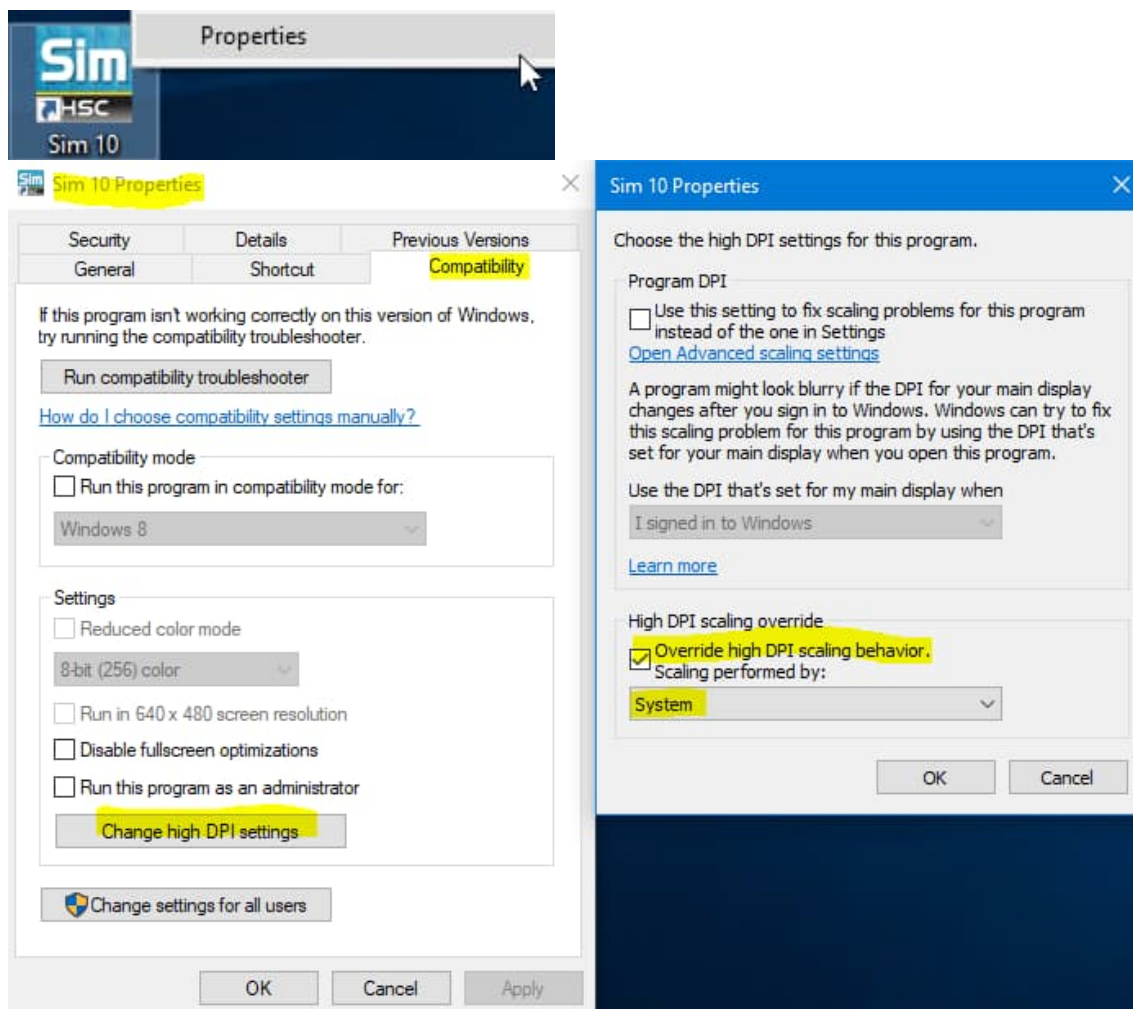 Properties
Sim
HSC
Sim 10
Sim
Sim 10 Properties
Security Details Previous Versions
General Shortcut Compatibility
If this program isn't working correctly on this version of Windows,
try running the compatibility troubleshooter.
Run compatibility troubleshooter
How do I choose compatibility settings manually?
Compatibility mode
Run this program in compatibility mode for:
Windows 8
Settings
Reduced color mode
8-bit (256) color
Run in 640 x 480 screen resolution
Disable fullscreen optimizations
Run this program as an administrator
Change high DPI settings
Change settings for all users
OK Cancel Apply
Sim 10 Properties
Choose the high DPI settings for this program.
Program DPI
Use this setting to fix scaling problems for this program
instead of the one in Settings
Open Advanced scaling settings
A program might look blurry if the DPI for your main display
changes after you sign in to Windows. Windows can try to fix
this scaling problem for this program by using the DPI that's
set for your main display when you open this program.
Use the DPI that's set for my main display when
I signed in to Windows
Learn more
High DPI scaling override
Override high DPI scaling behavior.
Scaling performed by:
System
OK Cancel